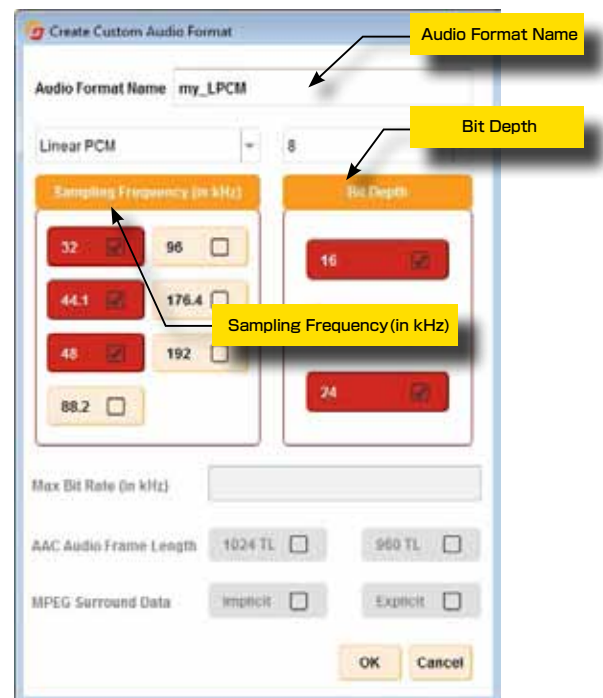 Create Custom Audio Format
Audio Format Name
Audio Format Name my_LPCM
Bit Depth
Linear PCM 8
Sampling Frequency (in kHz) Bit Depth
32 96
16
44.1 176.4
Sampling Frequency(in kHz)
48 192
24
88.2
Max Bit Rate (in kHz)
AAC Audio Frame Length 1024 TL 960 TL
MPEG Surround Data Implicit Explicit
OK Cancel